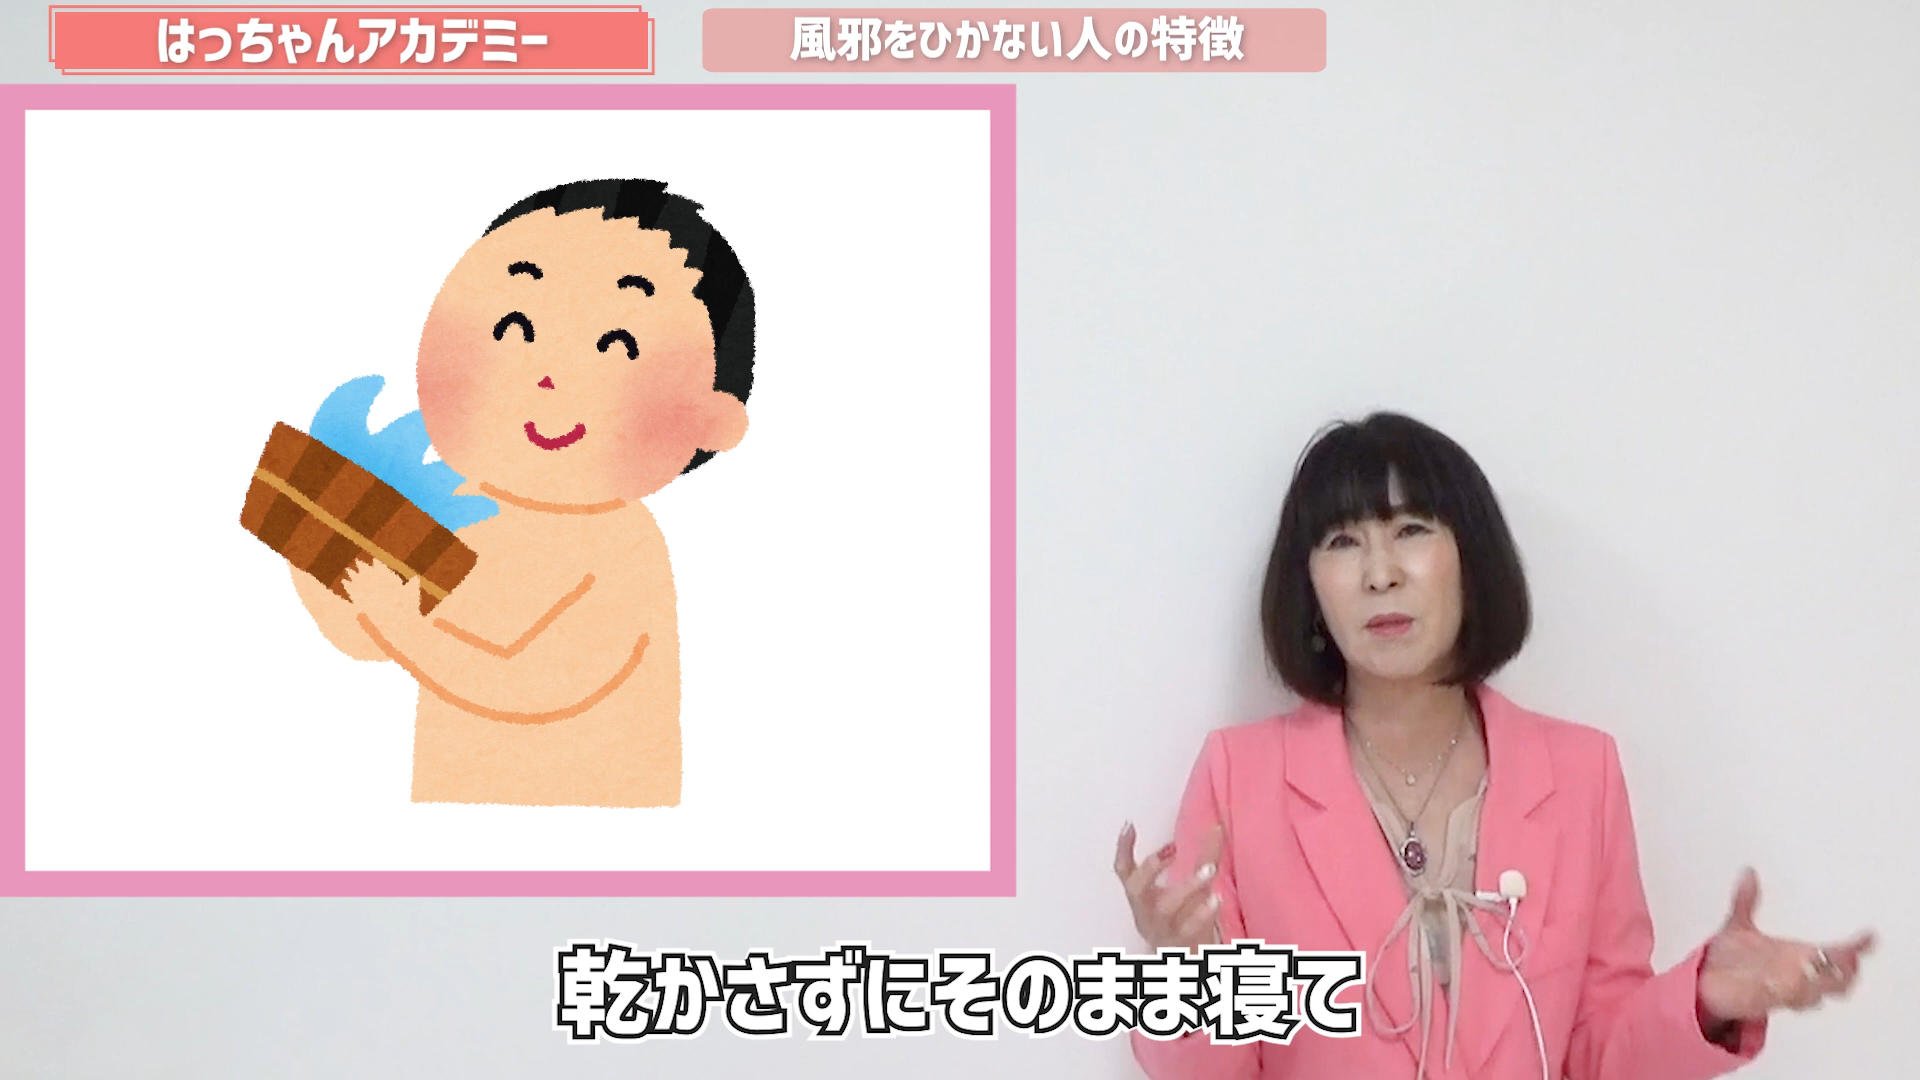 はっちゃんアカデミー
風邪をひかない人の特徴
乾かさずにそのまま寝て